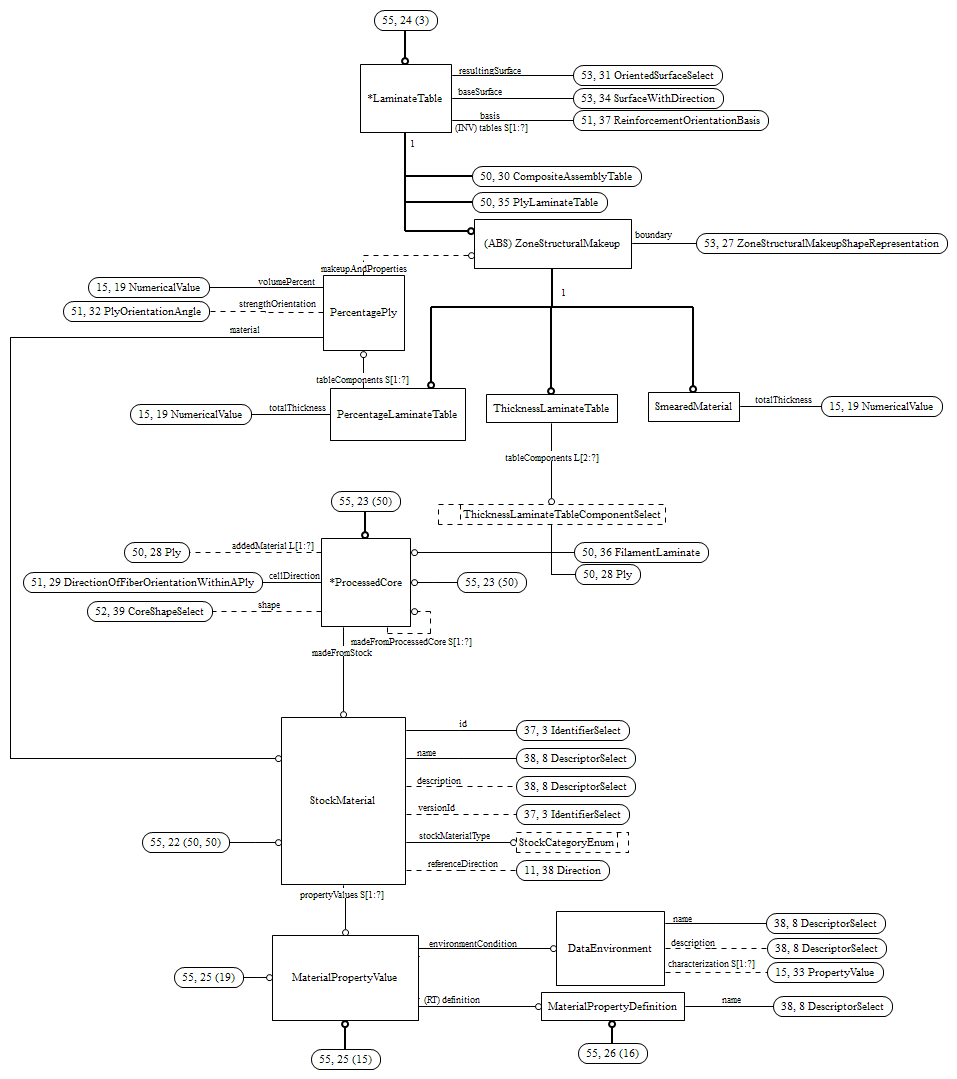 55, 24 (3)
*LaminateTable
resultingSurface
53, 31 OrientedSurfaceSelect
baseSurface
53, 34 SurfaceWithDirection
basis
(INV) tables S[1:?]
51, 37 ReinforcementOrientationBasis
1
50, 30 CompositeAssemblyTable
50, 35 PlyLaminateTable
(ABS) ZoneStructuralMakeup
boundary
53, 27 ZoneStructuralMakeupShapeRepresentation
makeupAndProperties
15, 19 NumericalValue
volumePercent
51, 32 PlyOrientationAngle
strengthOrientation
PercentagePly
material
1
tableComponents S[1:?]
15, 19 NumericalValue
totalThickness
PercentageLaminateTable
ThicknessLaminateTable
SmearedMaterial
totalThickness
15, 19 NumericalValue
tableComponents L[2:?]
55, 23 (50)
ThicknessLaminateTableComponentSelect
50, 28 Ply
addedMaterial L[1:?]
50, 36 FilamentLaminate
51, 29 DirectionOfFiberOrientationWithinAPly
cellDirection
*ProcessedCore
55, 23 (50)
50, 28 Ply
52, 39 CoreShapeSelect
shape
madeFromProcessedCore S[1:?]
madeFromStock
StockMaterial
id
37, 3 IdentifierSelect
name
38, 8 DescriptorSelect
description
38, 8 DescriptorSelect
versionId
37, 3 IdentifierSelect
55, 22 (50, 50)
stockMaterialType
StockCategoryEnum
referenceDirection
11, 38 Direction
propertyValues S[1:?]
MaterialPropertyValue
environmentCondition
DataEnvironment
name
38, 8 DescriptorSelect
description
38, 8 DescriptorSelect
characterization S[1:?]
15, 33 PropertyValue
55, 25 (19)
(RT) definition
MaterialPropertyDefinition
name
38, 8 DescriptorSelect
55, 25 (15)
55, 26 (16)